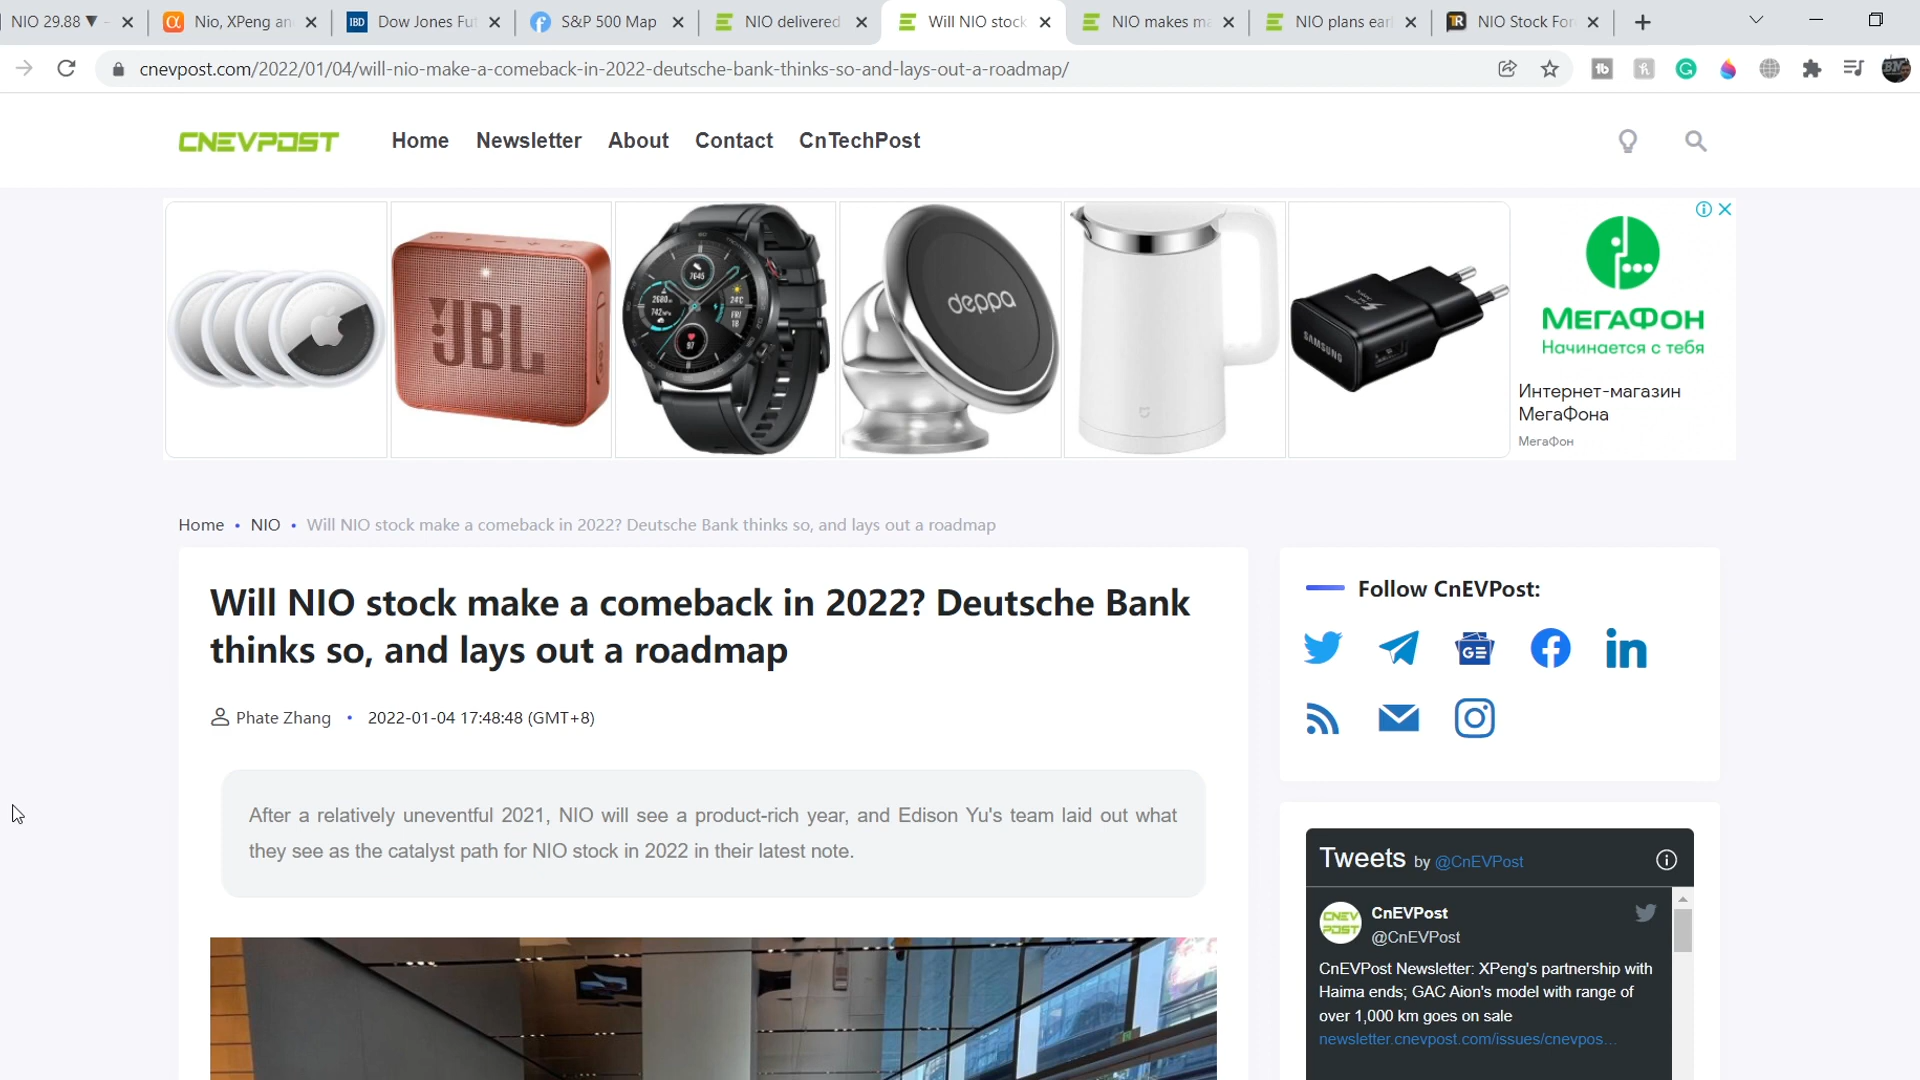 NIO 29.88 ▼
Nio, XPeng an
Dow Jones Fut
S&P 500 Map
NIO delivered
Will NIO stock
NIO makes ma
NIO plans earl
NIO Stock For
cnevpost.com/2022/01/04/will-nio-make-a-comeback-in-2022-deutsche-bank-thinks-so-and-lays-out-a-roadmap/
CNEVPOST
Home
Newsletter
About
Contact
CnTechPost
JBL
deppa
SAMSUNG
МегаФон
Начинается с тебя
Интернет-магазин
МегаФона
МегаФон
Home • NIO • Will NIO stock make a comeback in 2022? Deutsche Bank thinks so, and lays out a roadmap
Will NIO stock make a comeback in 2022? Deutsche Bank
thinks so, and lays out a roadmap
Phate Zhang • 2022-01-04 17:48:48 (GMT+8)
After a relatively uneventful 2021, NIO will see a product-rich year, and Edison Yu's team laid out what
they see as the catalyst path for NIO stock in 2022 in their latest note.
Follow CnEVPost:
Tweets by @CnEVPost
CNEV
POST
CnEVPost
@CnEVPost
CnEVPost Newsletter: XPeng's partnership with
Haima ends; GAC Aion's model with range of
over 1,000 km goes on sale
newsletter.cnevpost.com/issues/cnevpos...